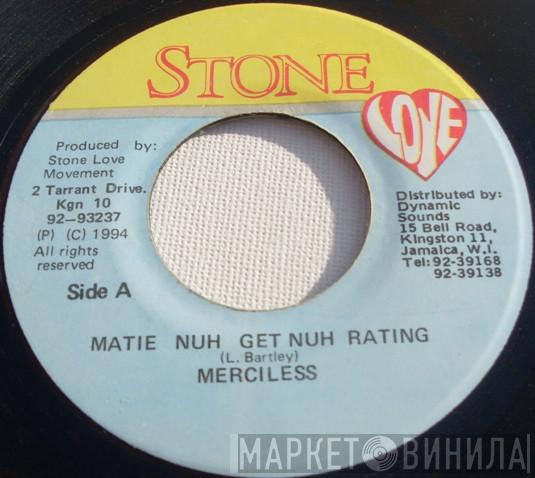 STONE
LOVE
Produced by:
Stone Love
Movement
2 Tarrant Drive.
Kgn 10
92-93237
(P) (C) 1994
All rights
reserved
Side A
Distributed by:
Dynamic
Sounds
15 Bell Road,
Kingston 11,
Jamaica, W.I.
Tel: 92-39168
92-39138
MATIE NUH GET NUH RATING
(L. Bartley)
MERCILESS
МАРКЕТ ВИНИЛА